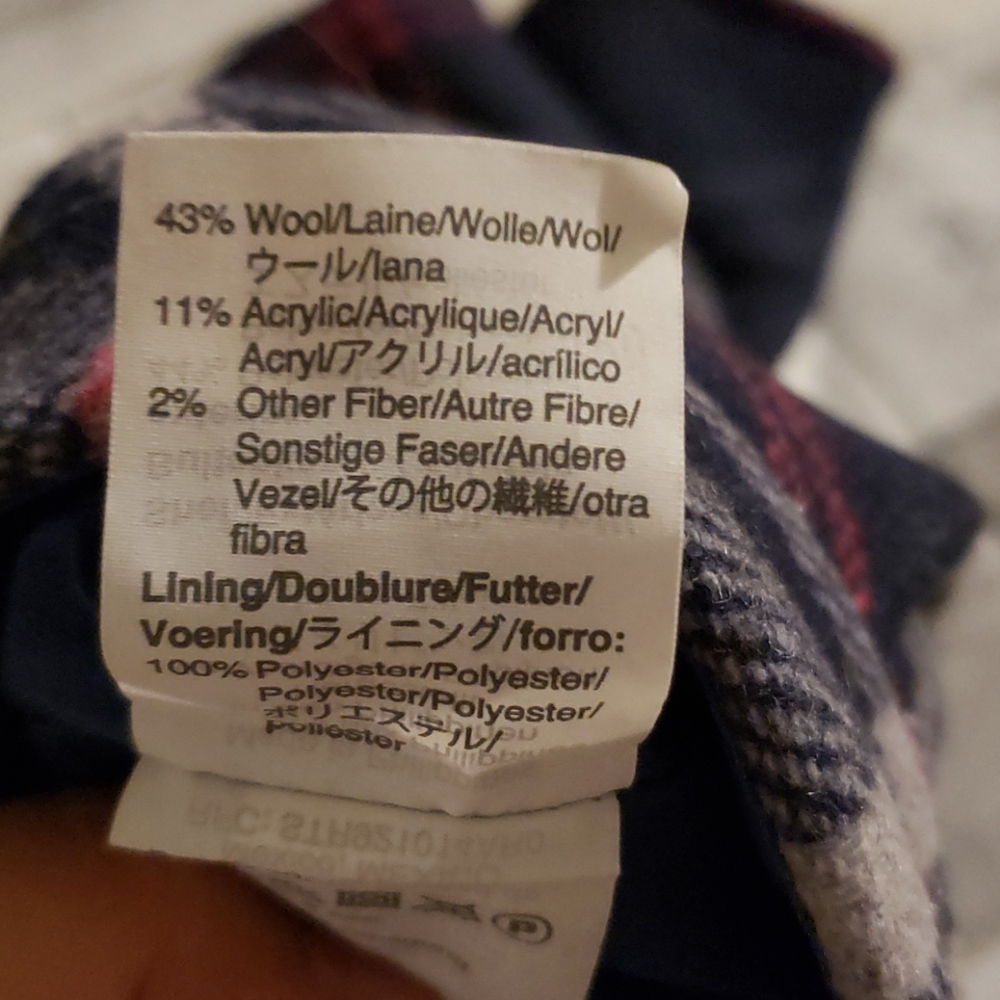 43% Wool/Laine/Wolle/Wol/
ウール/lana
11% Acrylic/Acrylique/Acryl/
Acryl/アクリル/acrílico
2% Other Fiber/Autre Fibre/
Sonstige Faser/Andere
Vezel/その他の繊維/otra
fibra
Lining/Doublure/Futter/
Voering/ライニング/forro:
100% Polyester/Polyester/
Polyester/Polyester/
ポリエステル/
poliéster